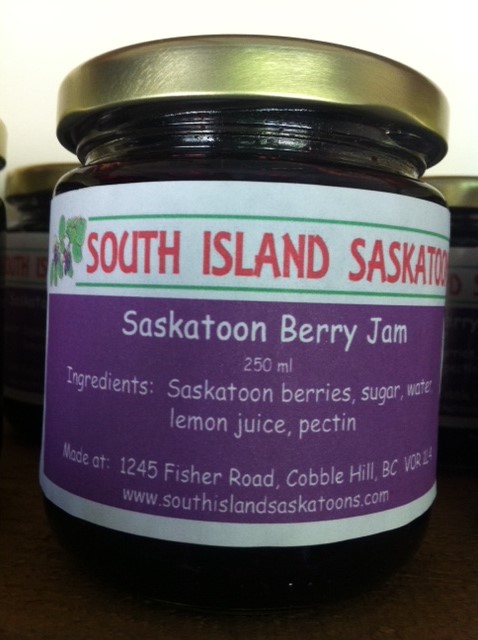 SOUTH ISLAND SASKATOO
Saskatoon Berry Jam
250 ml
Ingredients: Saskatoon berries, sugar, water
lemon juice, pectin
Made at: 1245 Fisher Road, Cobble Hill, BC V0R 1L4
www.southislandsaskatoons.com